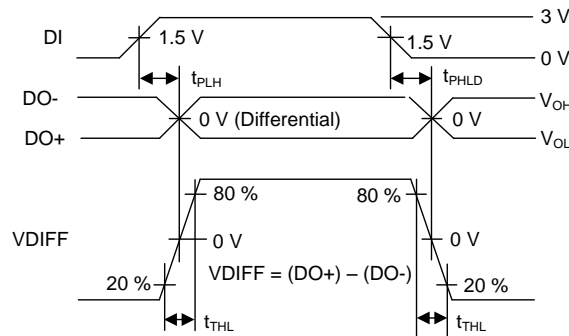 3 V
DI
1.5 V
1.5 V
0 V
tPLH
tPHLD
DO-
VOH
0 V (Differential)
0 V
DO+
VOL
80 %
80 %
VDIFF
0 V
0 V
VDIFF = (DO+) – (DO-)
20 %
20 %
tTHL
tTHL